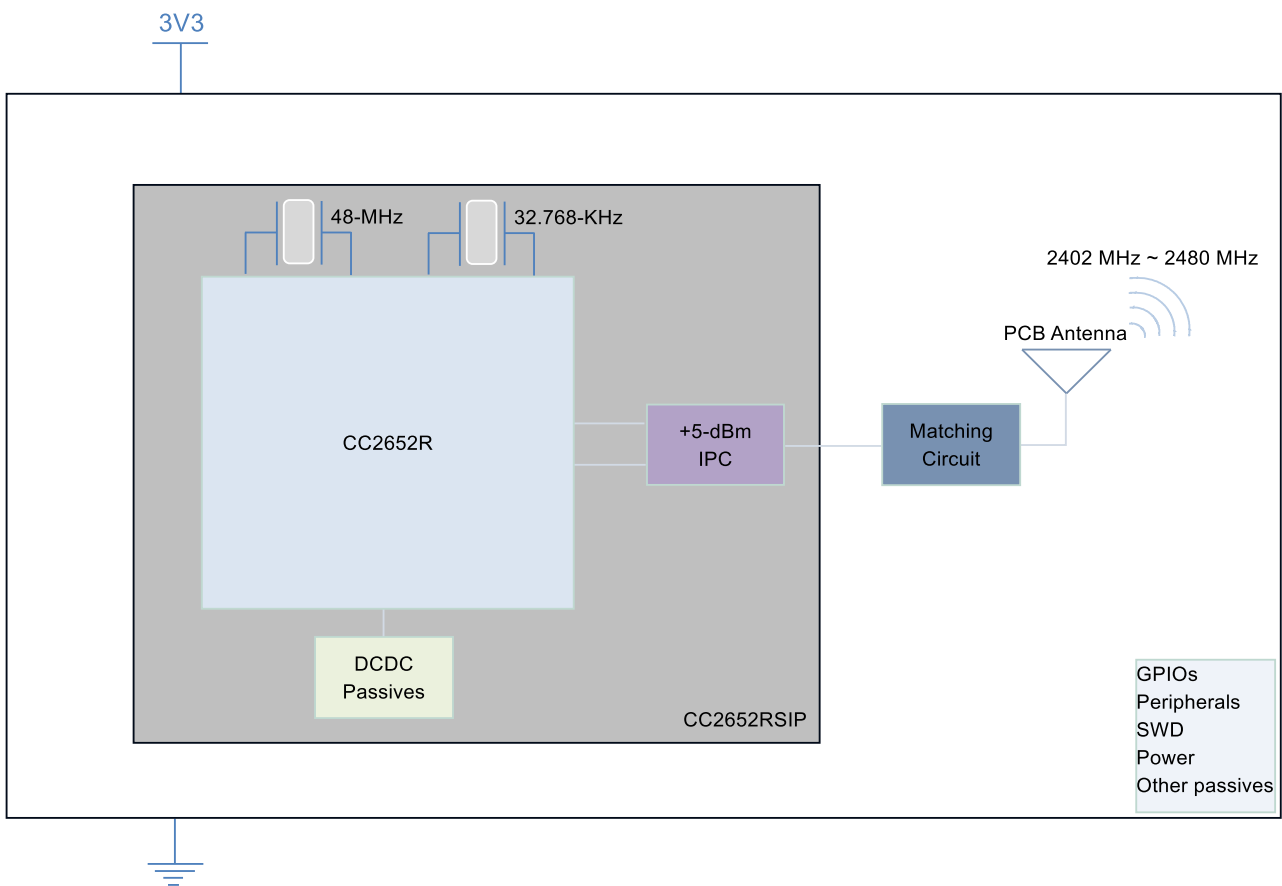 3V3
48-MHz
32.768-KHz
2402 MHz ~ 2480 MHz
PCB Antenna
CC2652R
+5-dBm
IPC
Matching
Circuit
DCDC
Passives
CC2652RSIP
GPIOs
Peripherals
SWD
Power
Other passives